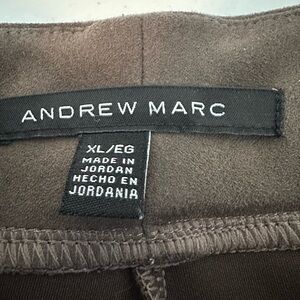 ANDREW MARC
XL/EG
MADE IN
JORDAN
HECHO EN
JORDANIA